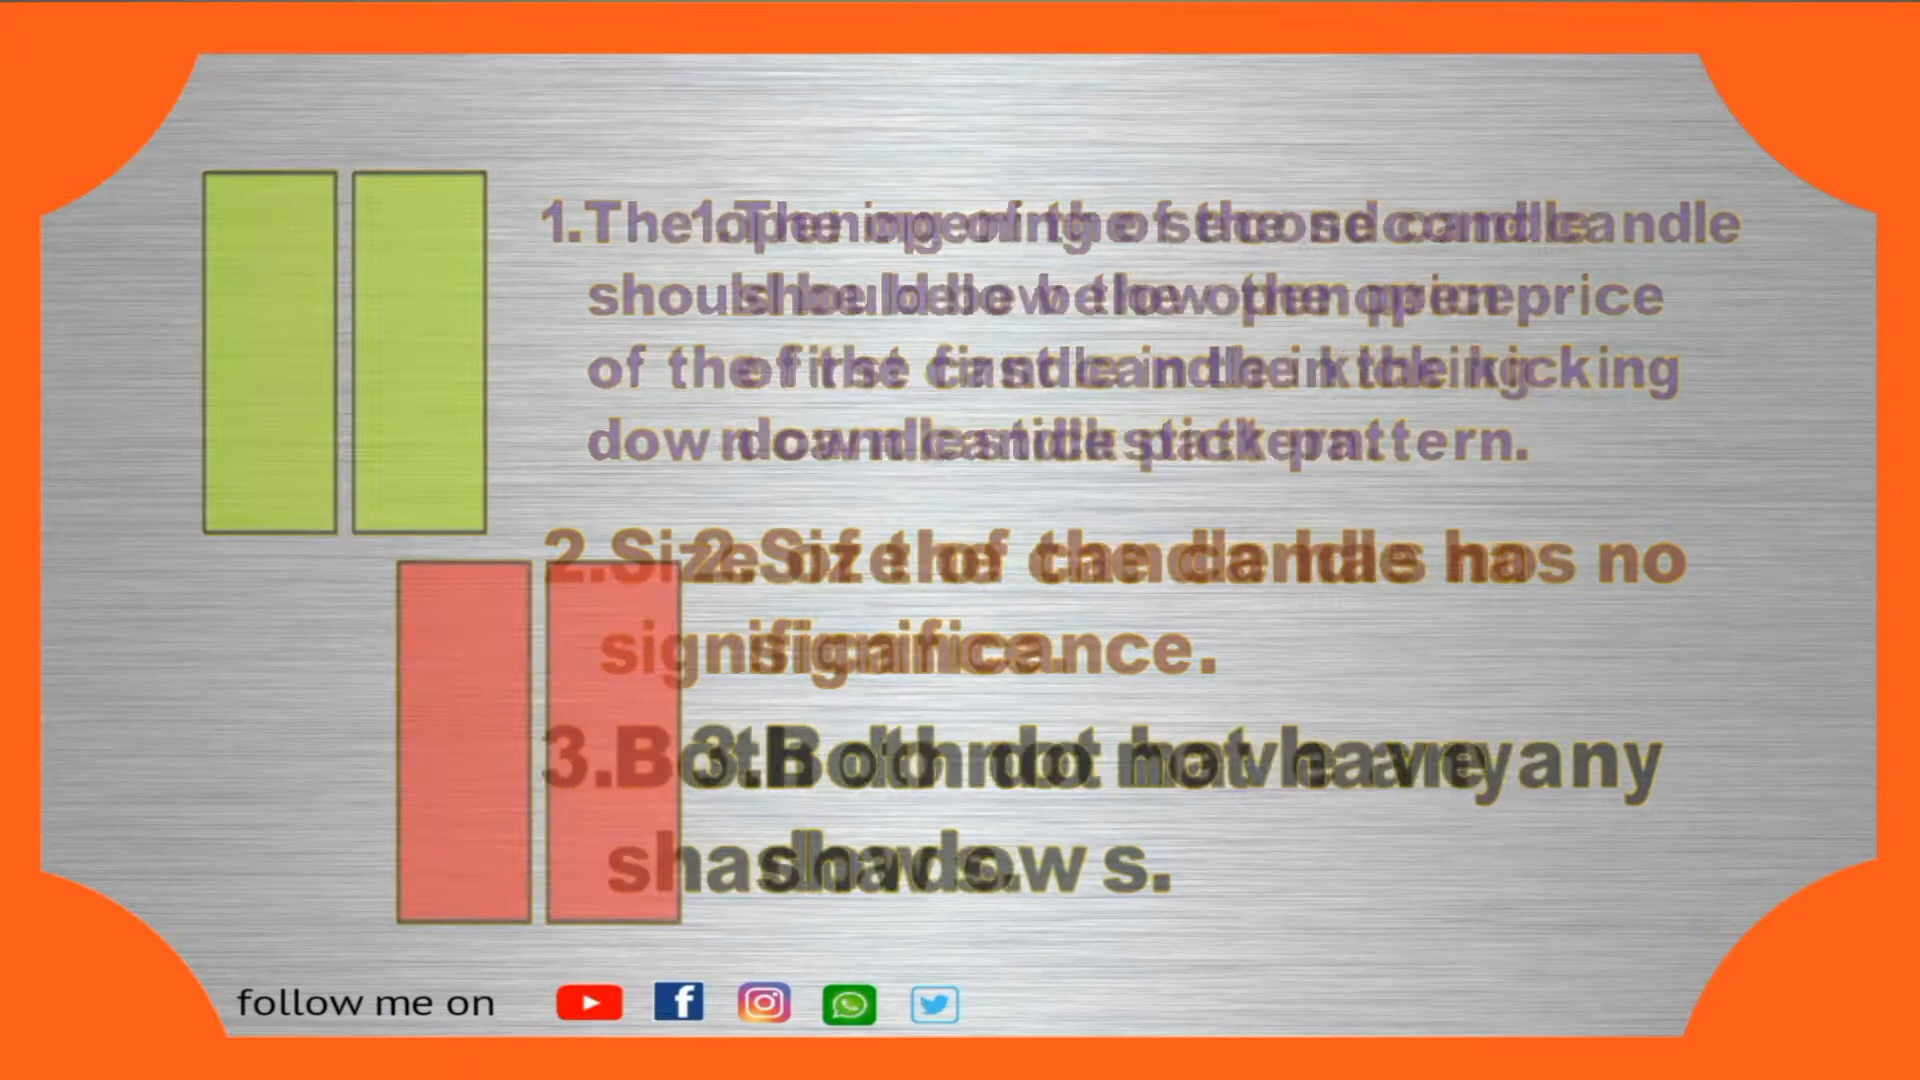 1.The opening of the second candle
should be below the open price
of the first candle in the kicking
down candle stick pattern.
2.Size of the candle has no
significance.
3.Both do not have any
shadows.
follow me on